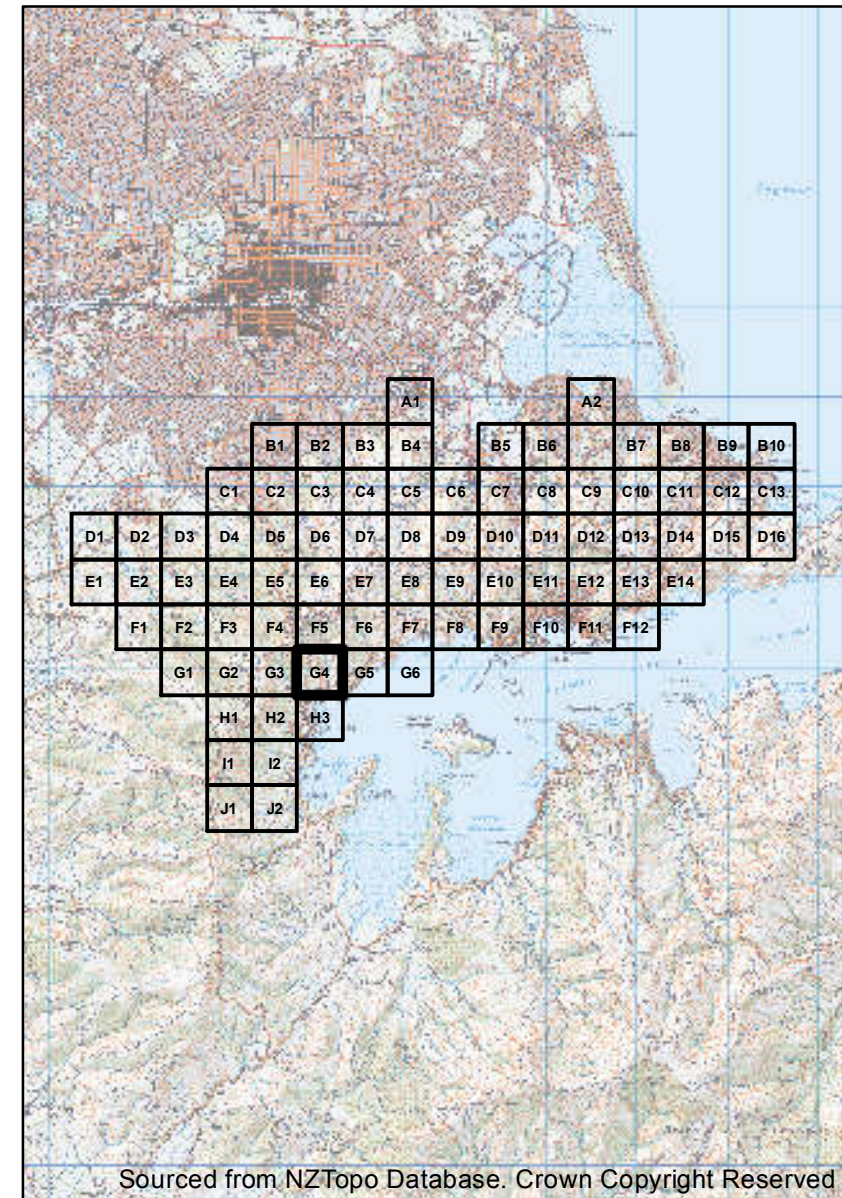 A1 A2
B1 B2 B3 B4 B5 B6 B7 B8 B9 B10
C1 C2 C3 C4 C5 C6 C7 C8 C9 C10 C11 C12 C13
D1 D2 D3 D4 D5 D6 D7 D8 D9 D10 D11 D12 D13 D14 D15 D16
E1 E2 E3 E4 E5 E6 E7 E8 E9 E10 E11 E12 E13 E14
F1 F2 F3 F4 F5 F6 F7 F8 F9 F10 F11 F12
G1 G2 G3 G4 G5 G6
H1 H2 H3
I1 I2
J1 J2
Sourced from NZTopo Database. Crown Copyright Reserved